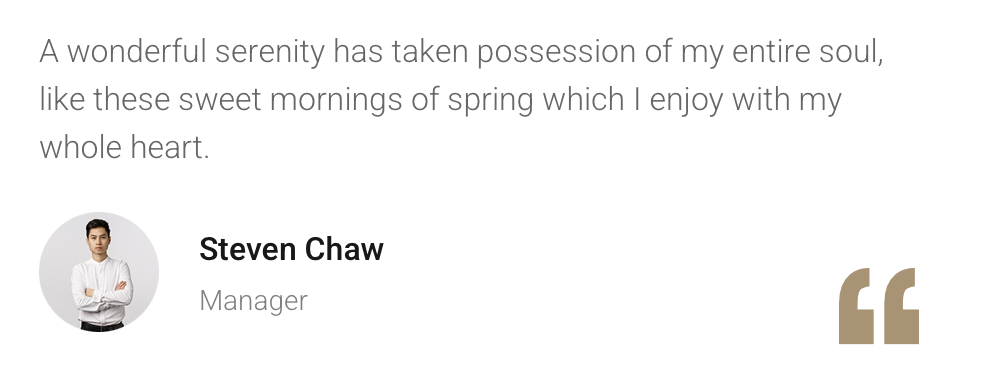 A wonderful serenity has taken possession of my entire soul,
like these sweet mornings of spring which I enjoy with my
whole heart.
Steven Chaw
Manager
“